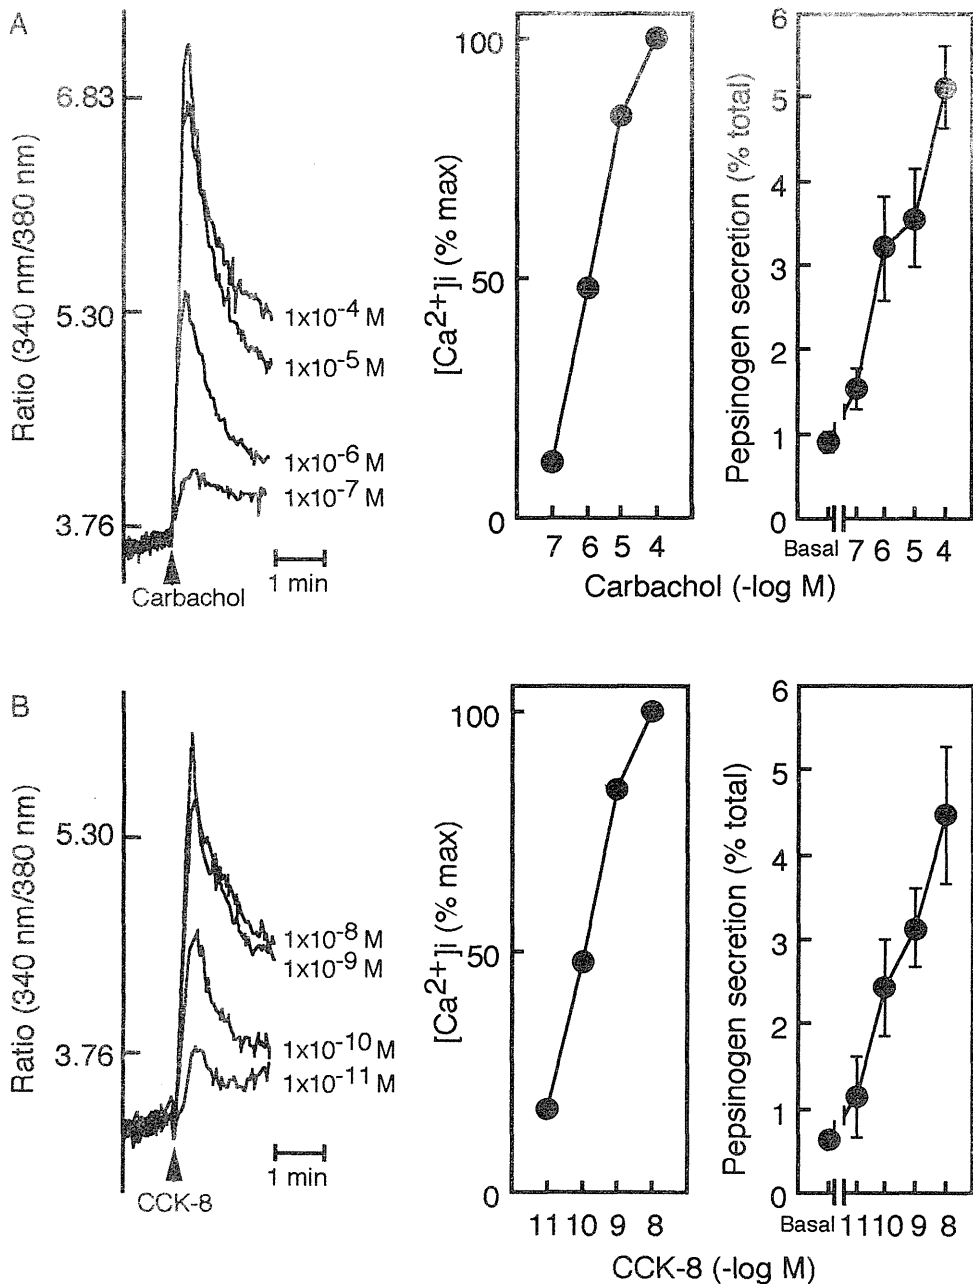 A
Ratio (340 nm/380 nm)
6.83
5.30
3.76
1x10-4 M
1x10-5 M
1x10-6 M
1x10-7 M
1 min
Carbachol
[Ca2+]i (% max)
100
50
0
7 6 5 4
Pepsinogen secretion (% total)
6
5
4
3
2
1
0
Basal 7 6 5 4
Carbachol (-log M)
B
Ratio (340 nm/380 nm)
5.30
3.76
1x10-8 M
1x10-9 M
1x10-10 M
1x10-11 M
1 min
CCK-8
[Ca2+]i (% max)
100
50
0
11 10 9 8
Pepsinogen secretion (% total)
6
5
4
3
2
1
0
Basal 11 10 9 8
CCK-8 (-log M)